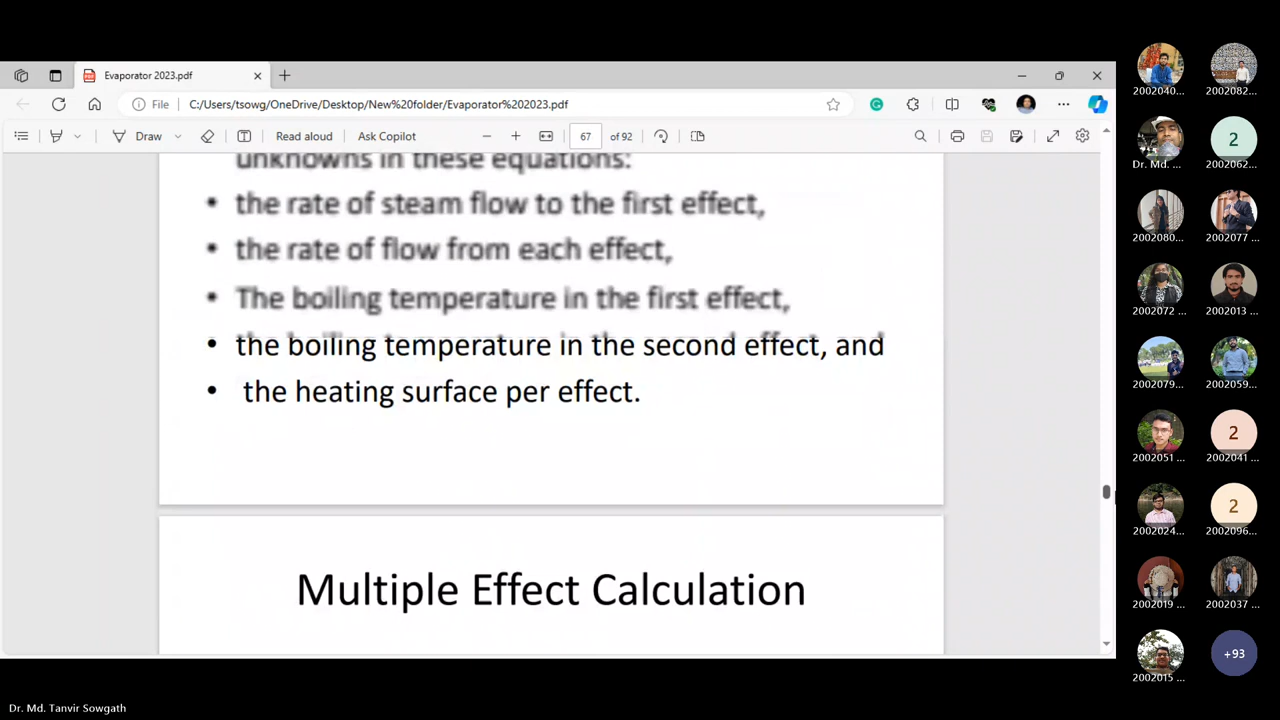 Evaporator 2023.pdf
File
C:/Users/tsowg/OneDrive/Desktop/New%20folder/Evaporator%202023.pdf
Draw
Read aloud
Ask Copilot
67
of 92
unknowns in these equations:
• the rate of steam flow to the first effect,
• the rate of flow from each effect,
• The boiling temperature in the first effect,
• the boiling temperature in the second effect, and
• the heating surface per effect.
Multiple Effect Calculation
2002040...
2002082...
Dr. Md. ...
2
2002062...
2002080...
2002077 ...
2002072 ...
2002013 ...
2002079...
2002059...
2002051 ...
2
2002041 ...
2002024 ...
2
2002096...
2002019 ...
2002037 ...
2002015 ...
+93
Dr. Md. Tanvir Sowgath